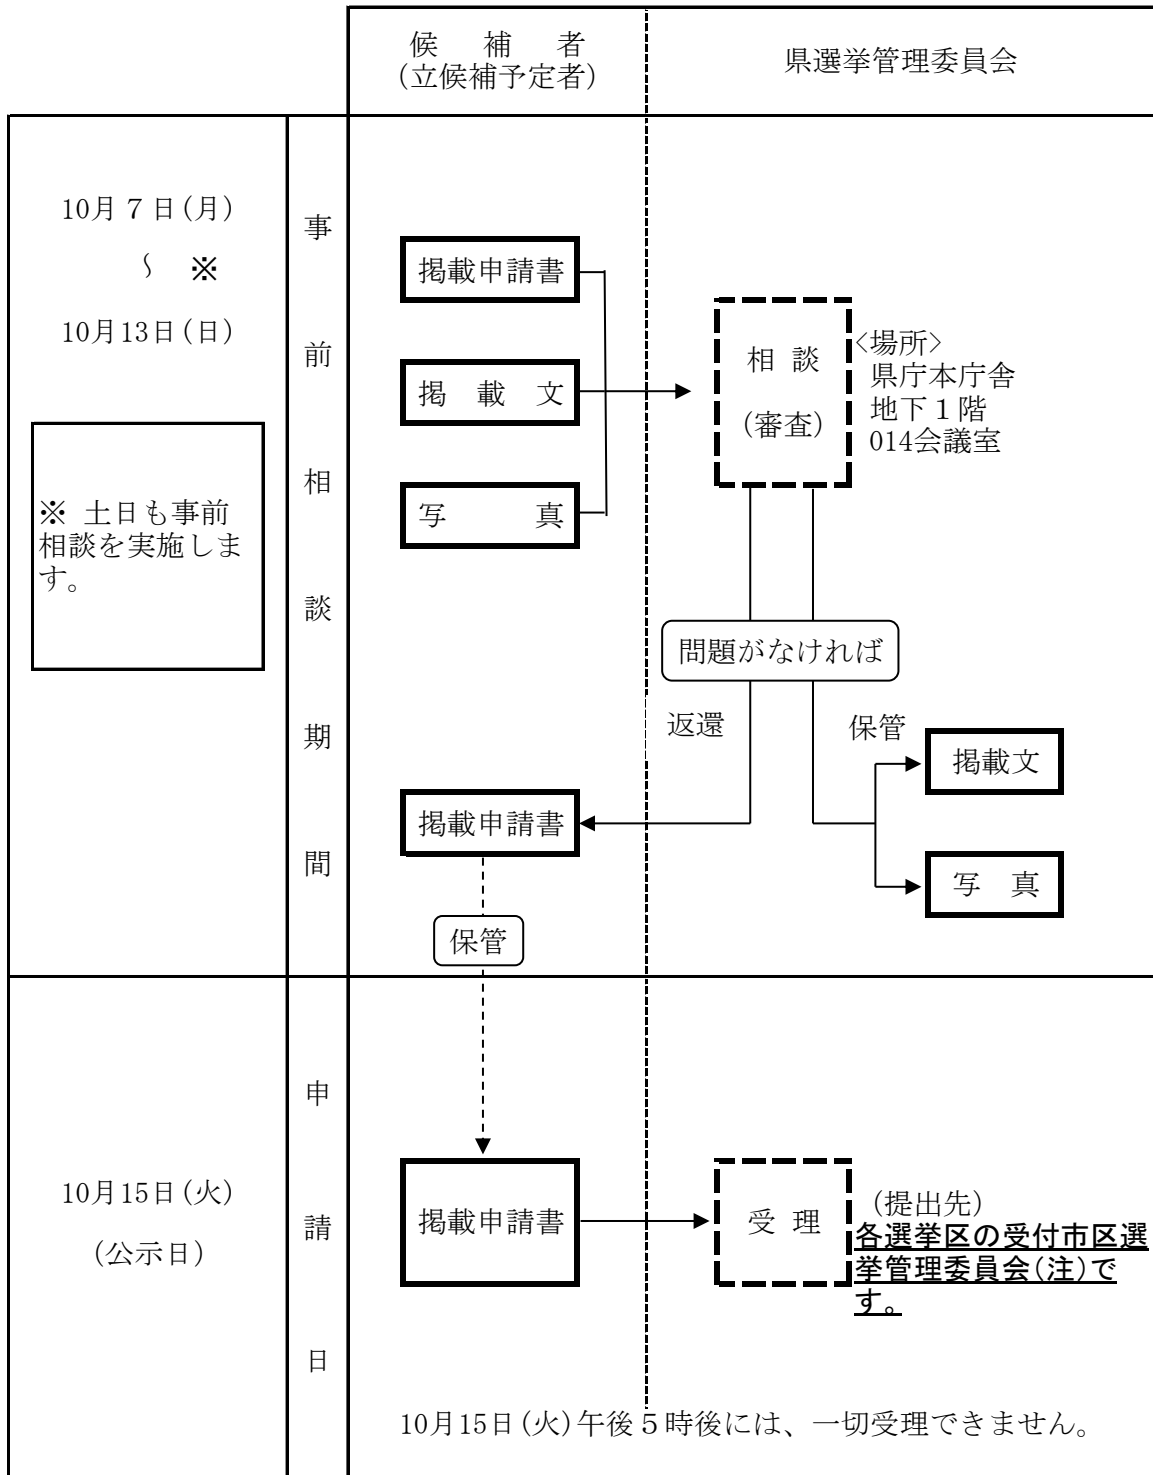 候　補　者
(立候補予定者)
県選挙管理委員会
10月７日(月)
～　※
10月13日(日)
※ 土日も事前
相談を実施しま
す。
事前相談期間
掲載申請書
掲　載　文
写　　　真
相 談
(審査)
<場所>
県庁本庁舎
地下１階
014会議室
問題がなければ
返還
保管
掲載文
掲載申請書
写　真
保管
10月15日(火)
(公示日)
申請日
掲載申請書
受 理
(提出先)
各選挙区の受付市区選
挙管理委員会(注)で
す。
10月15日(火)午後５時後には、一切受理できません。